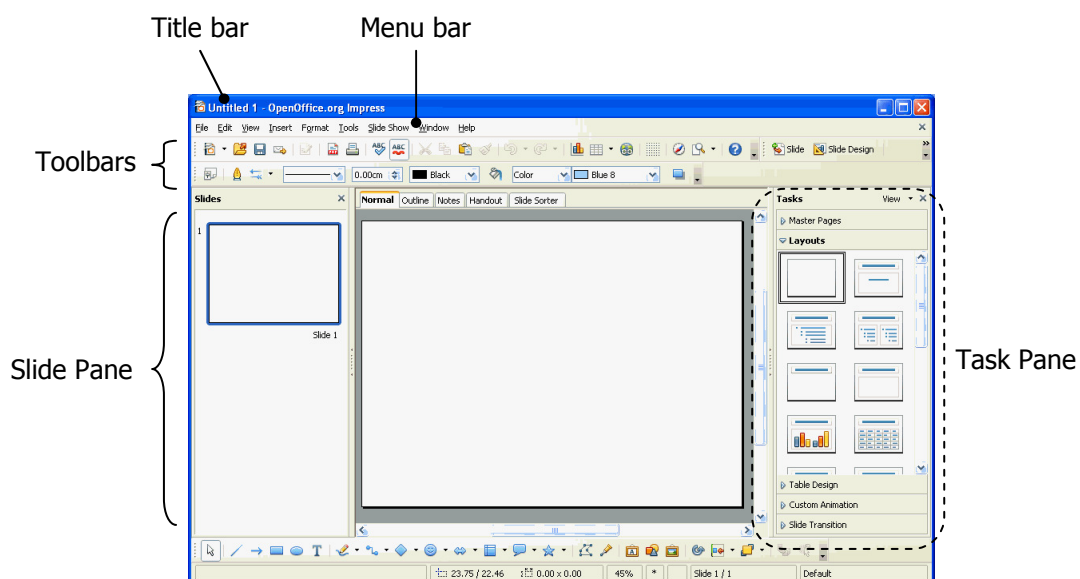 Title bar
Menu bar
Untitled 1 - OpenOffice.org Impress
File Edit View Insert Format Tools Slide Show Window Help
Toolbars
Slide Slide Design
0.00cm Black Color Blue 8
Slides
Normal Outline Notes Handout Slide Sorter
Tasks View
Master Pages
Layouts
1
Slide 1
Slide Pane
Task Pane
Table Design
Custom Animation
Slide Transition
23.75 / 22.46 0.00 x 0.00 45% * Slide 1 / 1 Default